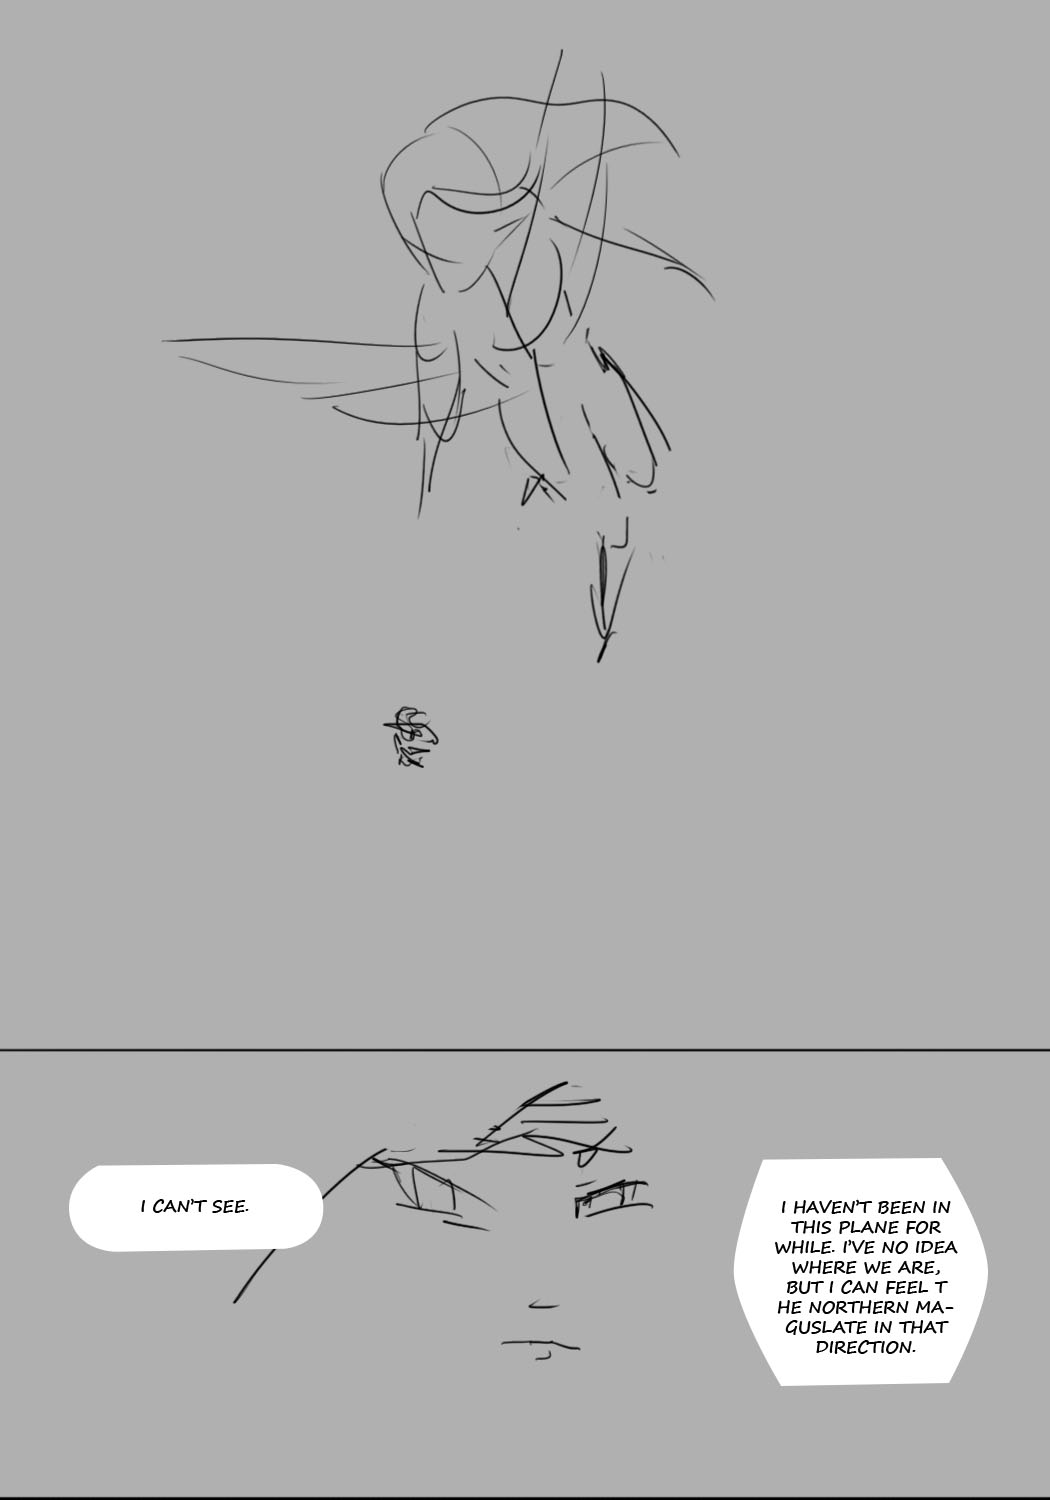 I CAN'T SEE.
I HAVEN'T BEEN IN
THIS PLANE FOR
WHILE. I'VE NO IDEA
WHERE WE ARE,
BUT I CAN FEEL T
HE NORTHERN MA-
GUSLATE IN THAT
DIRECTION.